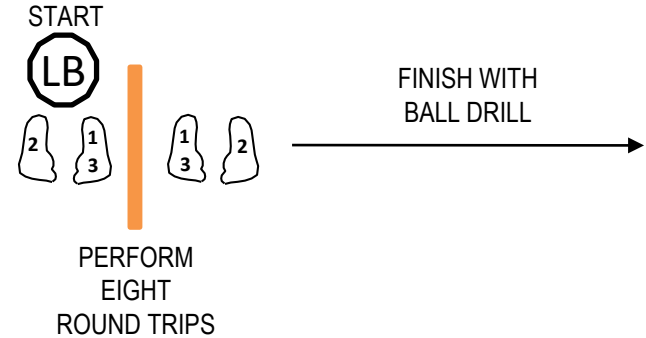 START
LB
FINISH WITH
BALL DRILL
2 1 3
1 3 2
PERFORM
EIGHT
ROUND TRIPS